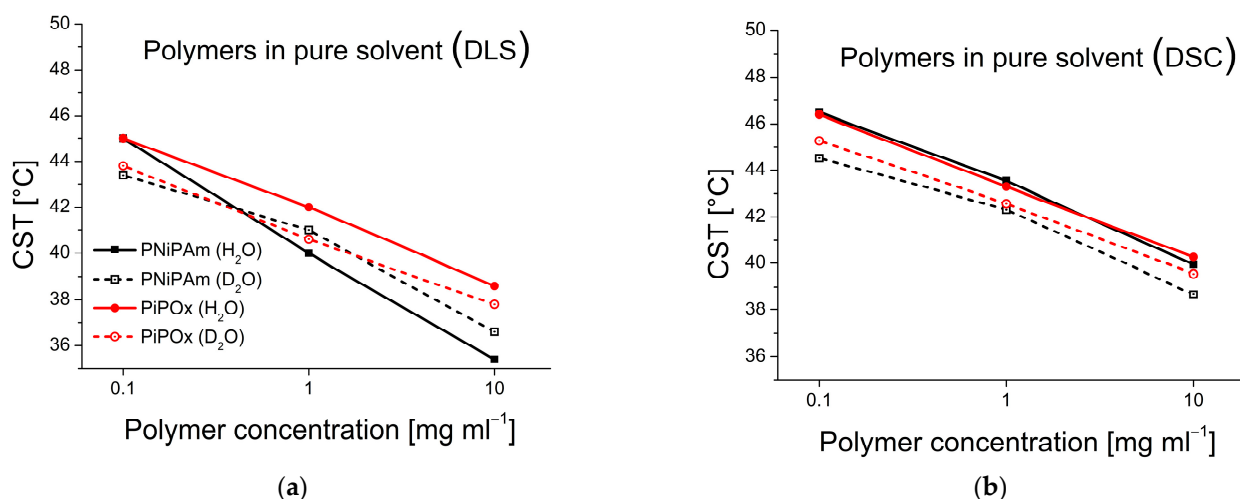 Polymers in pure solvent (DLS)
50
48
46
44
42
40
38
36
CST [°C]
PNiPAm (H₂O)
PNiPAm (D₂O)
PiPOx (H₂O)
PiPOx (D₂O)
0.1 1 10
Polymer concentration [mg ml⁻¹]
(a)
Polymers in pure solvent (DSC)
50
48
46
44
42
40
38
36
CST [°C]
0.1 1 10
Polymer concentration [mg ml⁻¹]
(b)